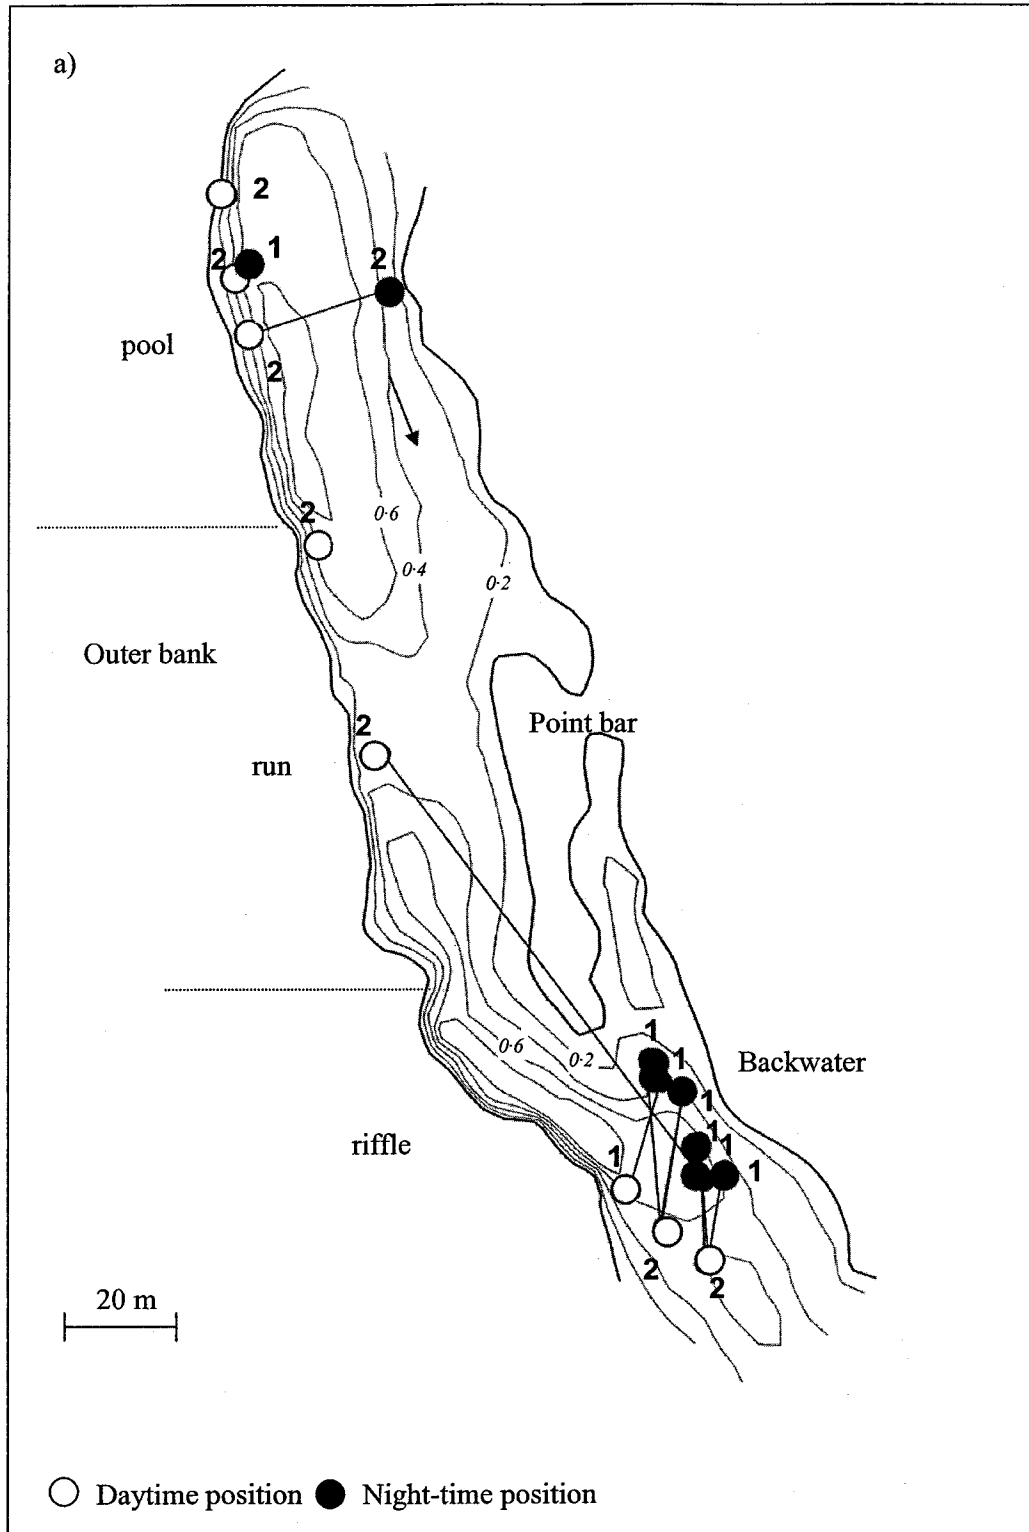 a)
2
1
2
2
pool
2
2
0·6
0·4
0·2
Outer bank
2
Point bar
run
1
0·6
0·2
1
Backwater
1
riffle
1
1
1
1
2
2
20 m
Daytime position
Night-time position